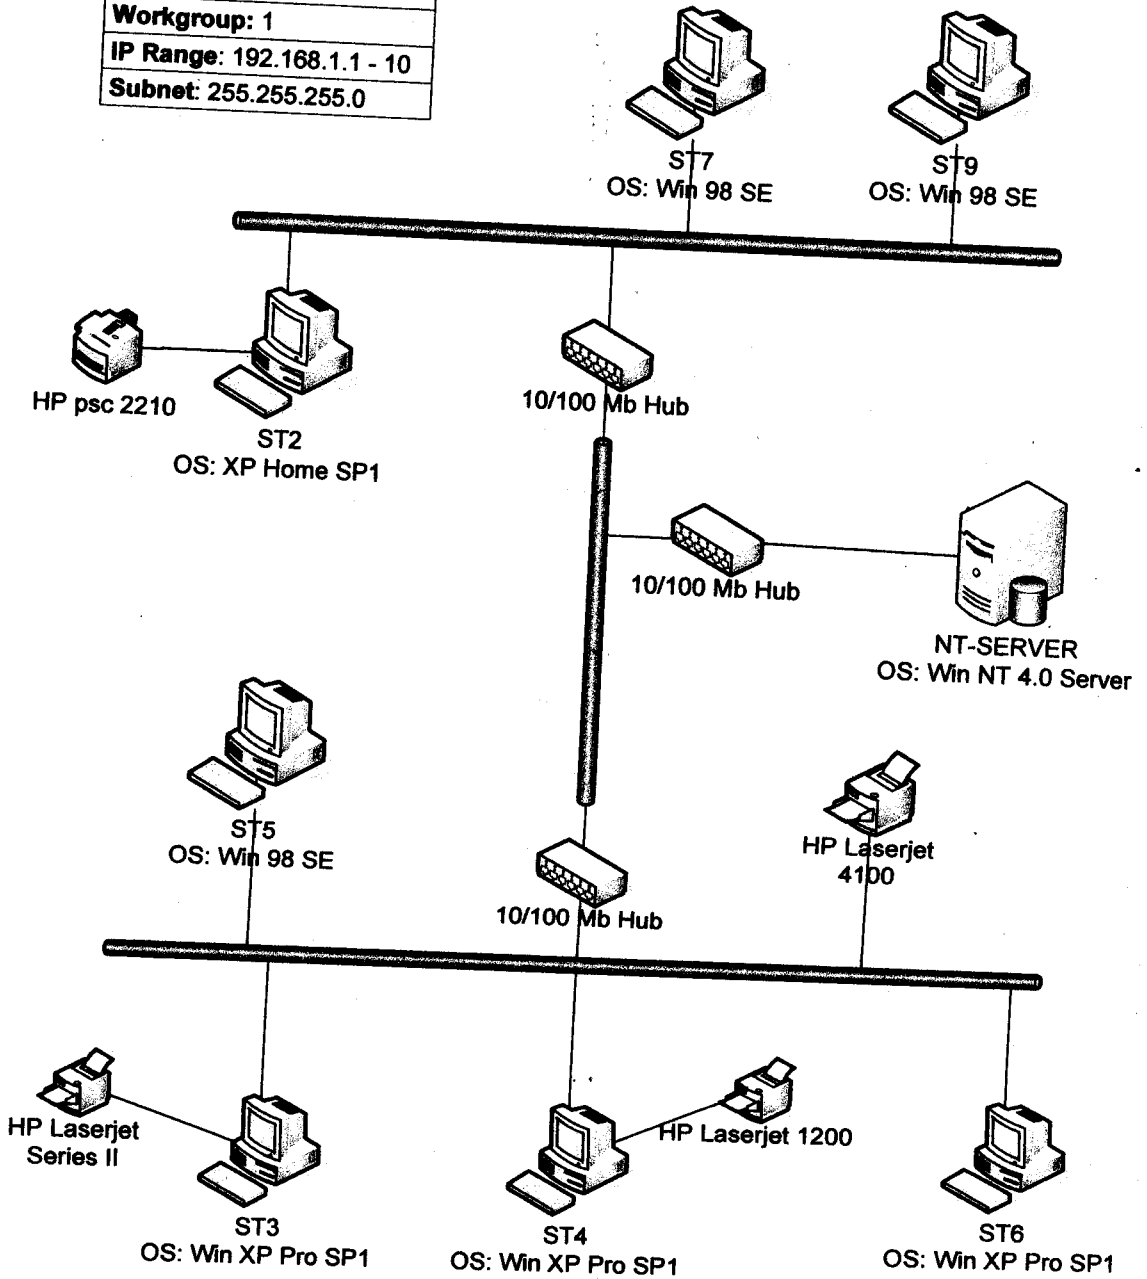 Workgroup: 1
IP Range: 192.168.1.1 - 10
Subnet: 255.255.255.0
ST7
OS: Win 98 SE
ST9
OS: Win 98 SE
HP psc 2210
ST2
OS: XP Home SP1
10/100 Mb Hub
10/100 Mb Hub
NT-SERVER
OS: Win NT 4.0 Server
ST5
OS: Win 98 SE
10/100 Mb Hub
HP Laserjet
4100
HP Laserjet
Series II
ST3
OS: Win XP Pro SP1
HP Laserjet 1200
ST4
OS: Win XP Pro SP1
ST6
OS: Win XP Pro SP1